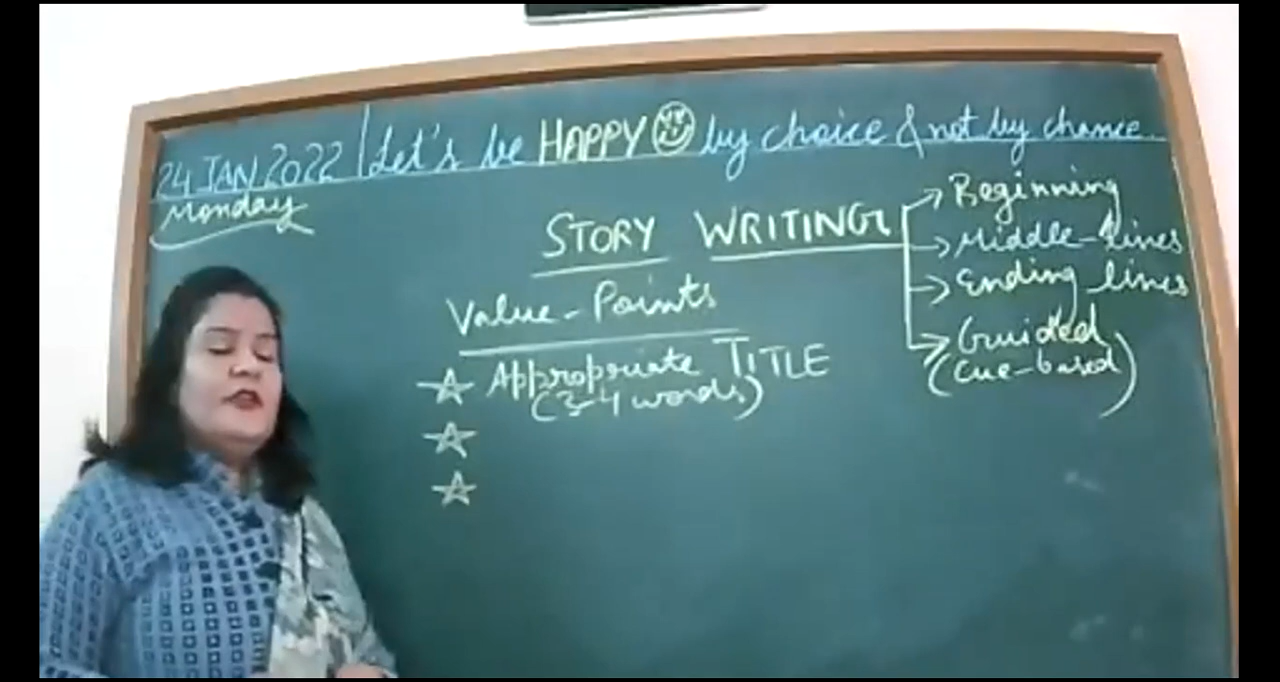 24 JAN 2022 Let's be HAPPY by choice & not by chance.
Monday
STORY WRITING
Beginning
Middle-lines
Ending lines
Guided
(Cue-based)
Value-Points
Appropriate TITLE
(3-4 words)